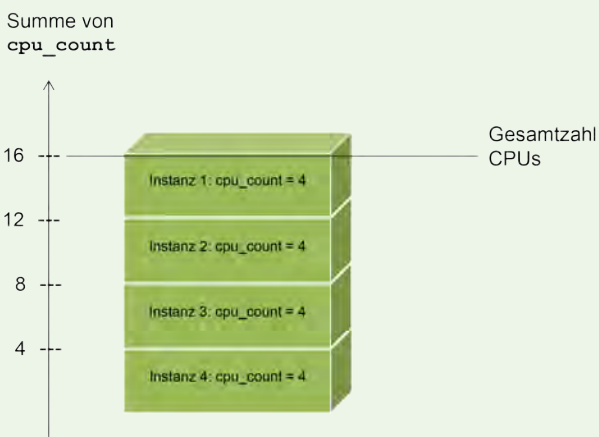 Summe von
cpu_count
16
Gesamtzahl
CPUs
Instanz 1: cpu_count = 4
12
Instanz 2: cpu_count = 4
8
Instanz 3: cpu_count = 4
4
Instanz 4: cpu_count = 4